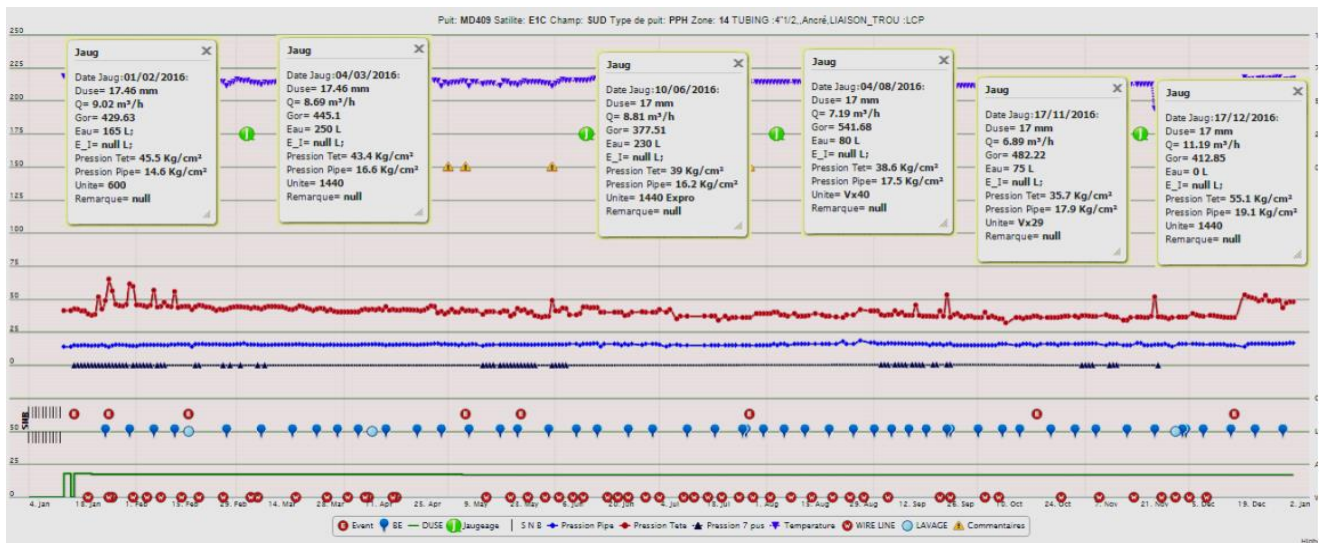 Puit: MD409 Satilite: E1C Champ: SUD Type de puit: PPH Zone: 14 TUBING :4"1/2,,Ancré,LIAISON_TROU :LCP
250
225
200
175
150
125
100
75
50
25
0
Jaug
Date Jaug:01/02/2016:
Duse= 17.46 mm
Q= 9.02 m³/h
Gor= 429.63
Eau= 165 L;
E_I= null L;
Pression Tet= 45.5 Kg/cm²
Pression Pipe= 14.6 Kg/cm²
Unite= 600
Remarque= null
Jaug
Date Jaug:04/03/2016:
Duse= 17.46 mm
Q= 8.69 m³/h
Gor= 445.1
Eau= 250 L
E_I= null L;
Pression Tet= 43.4 Kg/cm²
Pression Pipe= 16.6 Kg/cm²
Unite= 1440
Remarque= null
Jaug
Date Jaug:10/06/2016:
Duse= 17 mm
Q= 8.81 m³/h
Gor= 377.51
Eau= 230 L
E_I= null L;
Pression Tet= 39 Kg/cm²
Pression Pipe= 16.2 Kg/cm²
Unite= 1440 Expro
Remarque= null
Jaug
Date Jaug:04/08/2016:
Duse= 17 mm
Q= 7.19 m³/h
Gor= 541.68
Eau= 80 L
E_I= null L;
Pression Tet= 38.6 Kg/cm²
Pression Pipe= 17.5 Kg/cm²
Unite= Vx40
Remarque= null
Jaug
Date Jaug:17/11/2016:
Duse= 17 mm
Q= 6.89 m³/h
Gor= 482.22
Eau= 75 L
E_I= null L;
Pression Tet= 35.7 Kg/cm²
Pression Pipe= 17.9 Kg/cm²
Unite= Vx29
Remarque= null
Jaug
Date Jaug:17/12/2016:
Duse= 17 mm
Q= 11.19 m³/h
Gor= 412.85
Eau= 0 L
E_I= null L;
Pression Tet= 55.1 Kg/cm²
Pression Pipe= 19.1 Kg/cm²
Unite= 1440
Remarque= null
SNB
50
25
0
4. Jan 18. Jan 1. Feb 15. Feb 29. Feb 14. Mar 28. Mar 11. Apr 25. Apr 9. May 23. May 6. Jun 20. Jun 4. Jul 18. Jul 1. Aug 15. Aug 29. Aug 12. Sep 26. Sep 10. Oct 24. Oct 7. Nov 21. Nov 5. Dec 19. Dec 2. Jan
Event BE DUSE Jaugeage S N B Pression Pipe Pression Tete Pression 7 pus Temperature WIRE LINE LAVAGE Commentaires